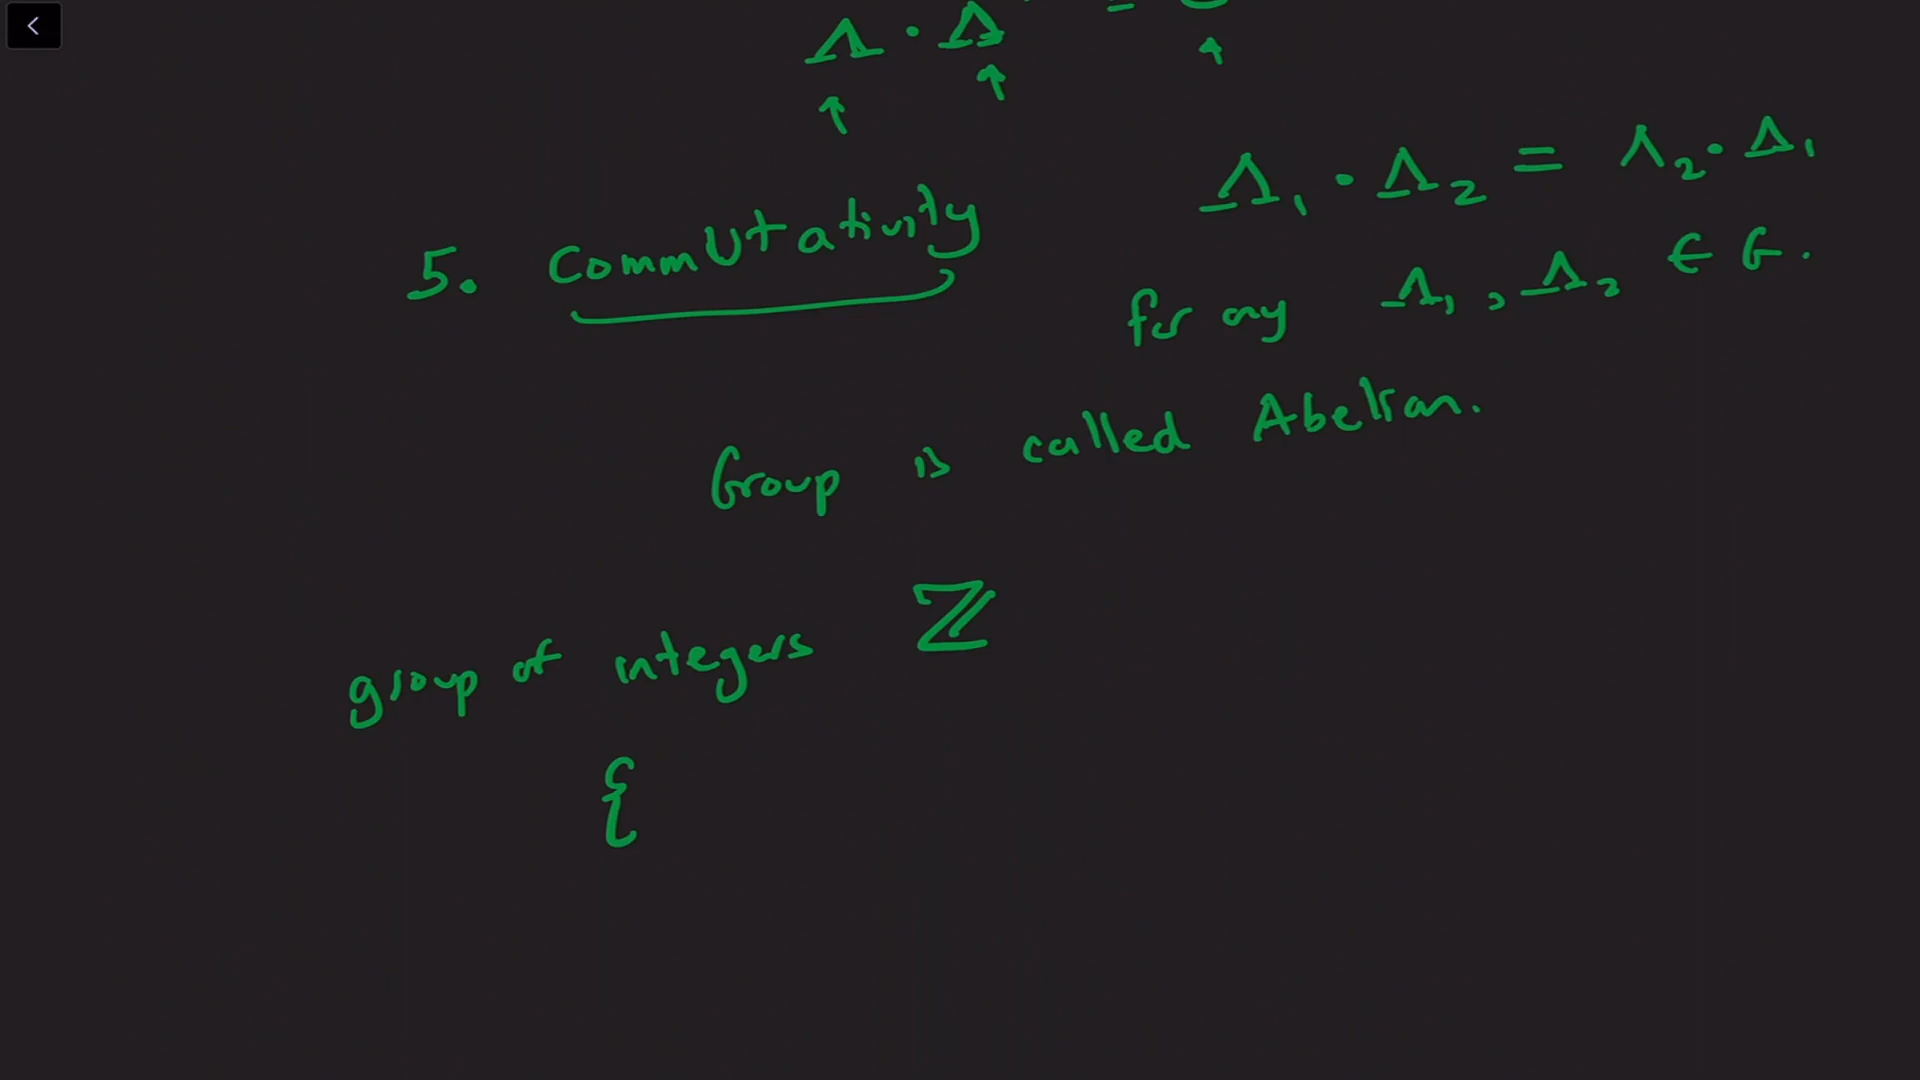 Λ · Λ
Λ₁ · Λ₂ = Λ₂ · Λ₁
5. Commutativity
for any Λ₁, Λ₂ ∈ G.
Group is called Abelian.
group of integers ℤ
{